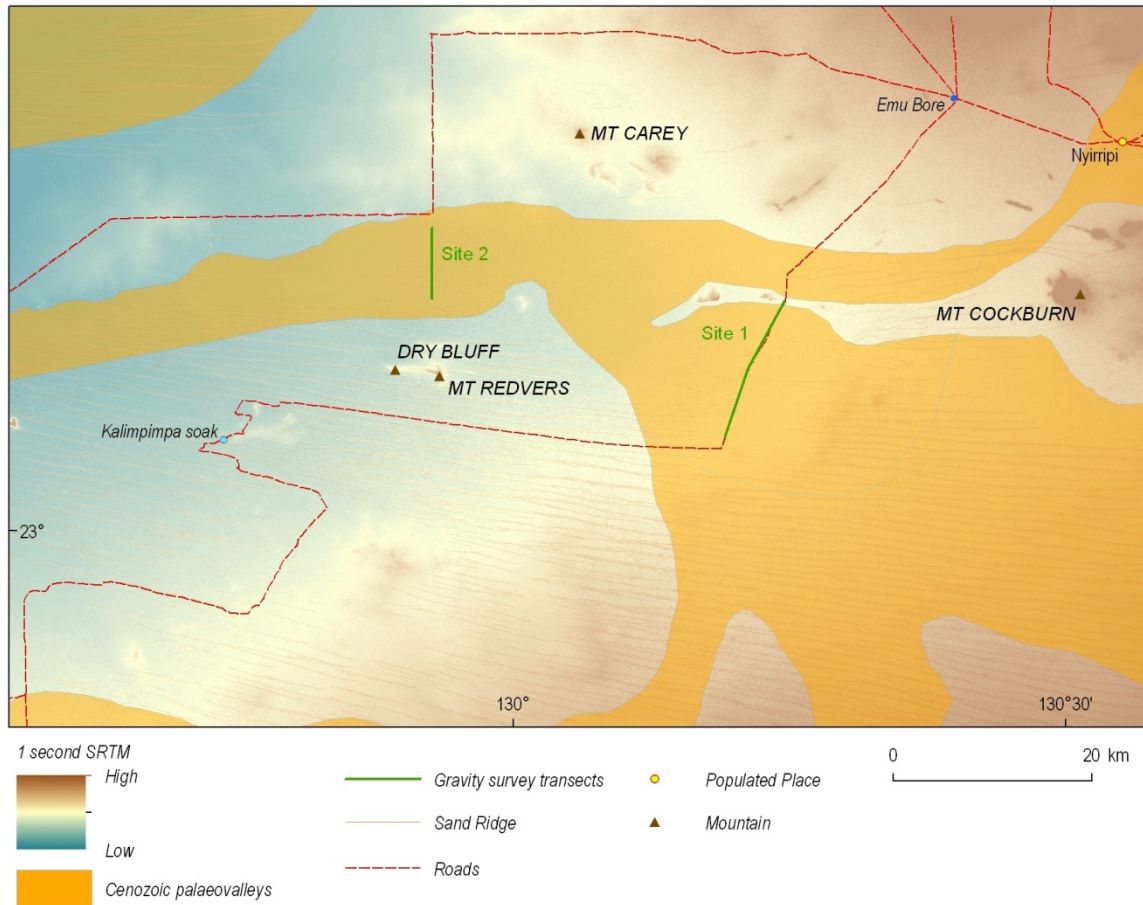 Emu Bore
MT CAREY
Nyirripi
Site 2
MT COCKBURN
Site 1
DRY BLUFF
MT REDVERS
Kalimpimpa soak
23°
130°
130°30'
1 second SRTM
High
Low
Cenozoic palaeovalleys
Gravity survey transects
Sand Ridge
Roads
Populated Place
Mountain
0 20 km